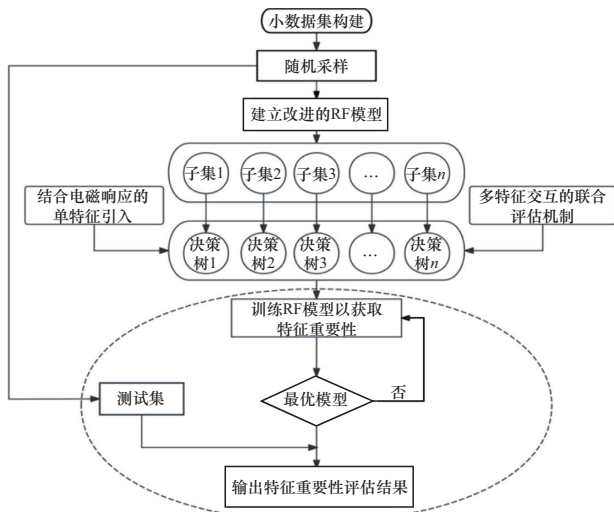 小数据集构建
随机采样
建立改进的RF模型
子集1 子集2 子集3 … 子集n
结合电磁响应的
单特征引入
多特征交互的联合
评估机制
决策 决策 决策 … 决策
树1 树2 树3 树n
训练RF模型以获取
特征重要性
测试集
最优模型
否
输出特征重要性评估结果